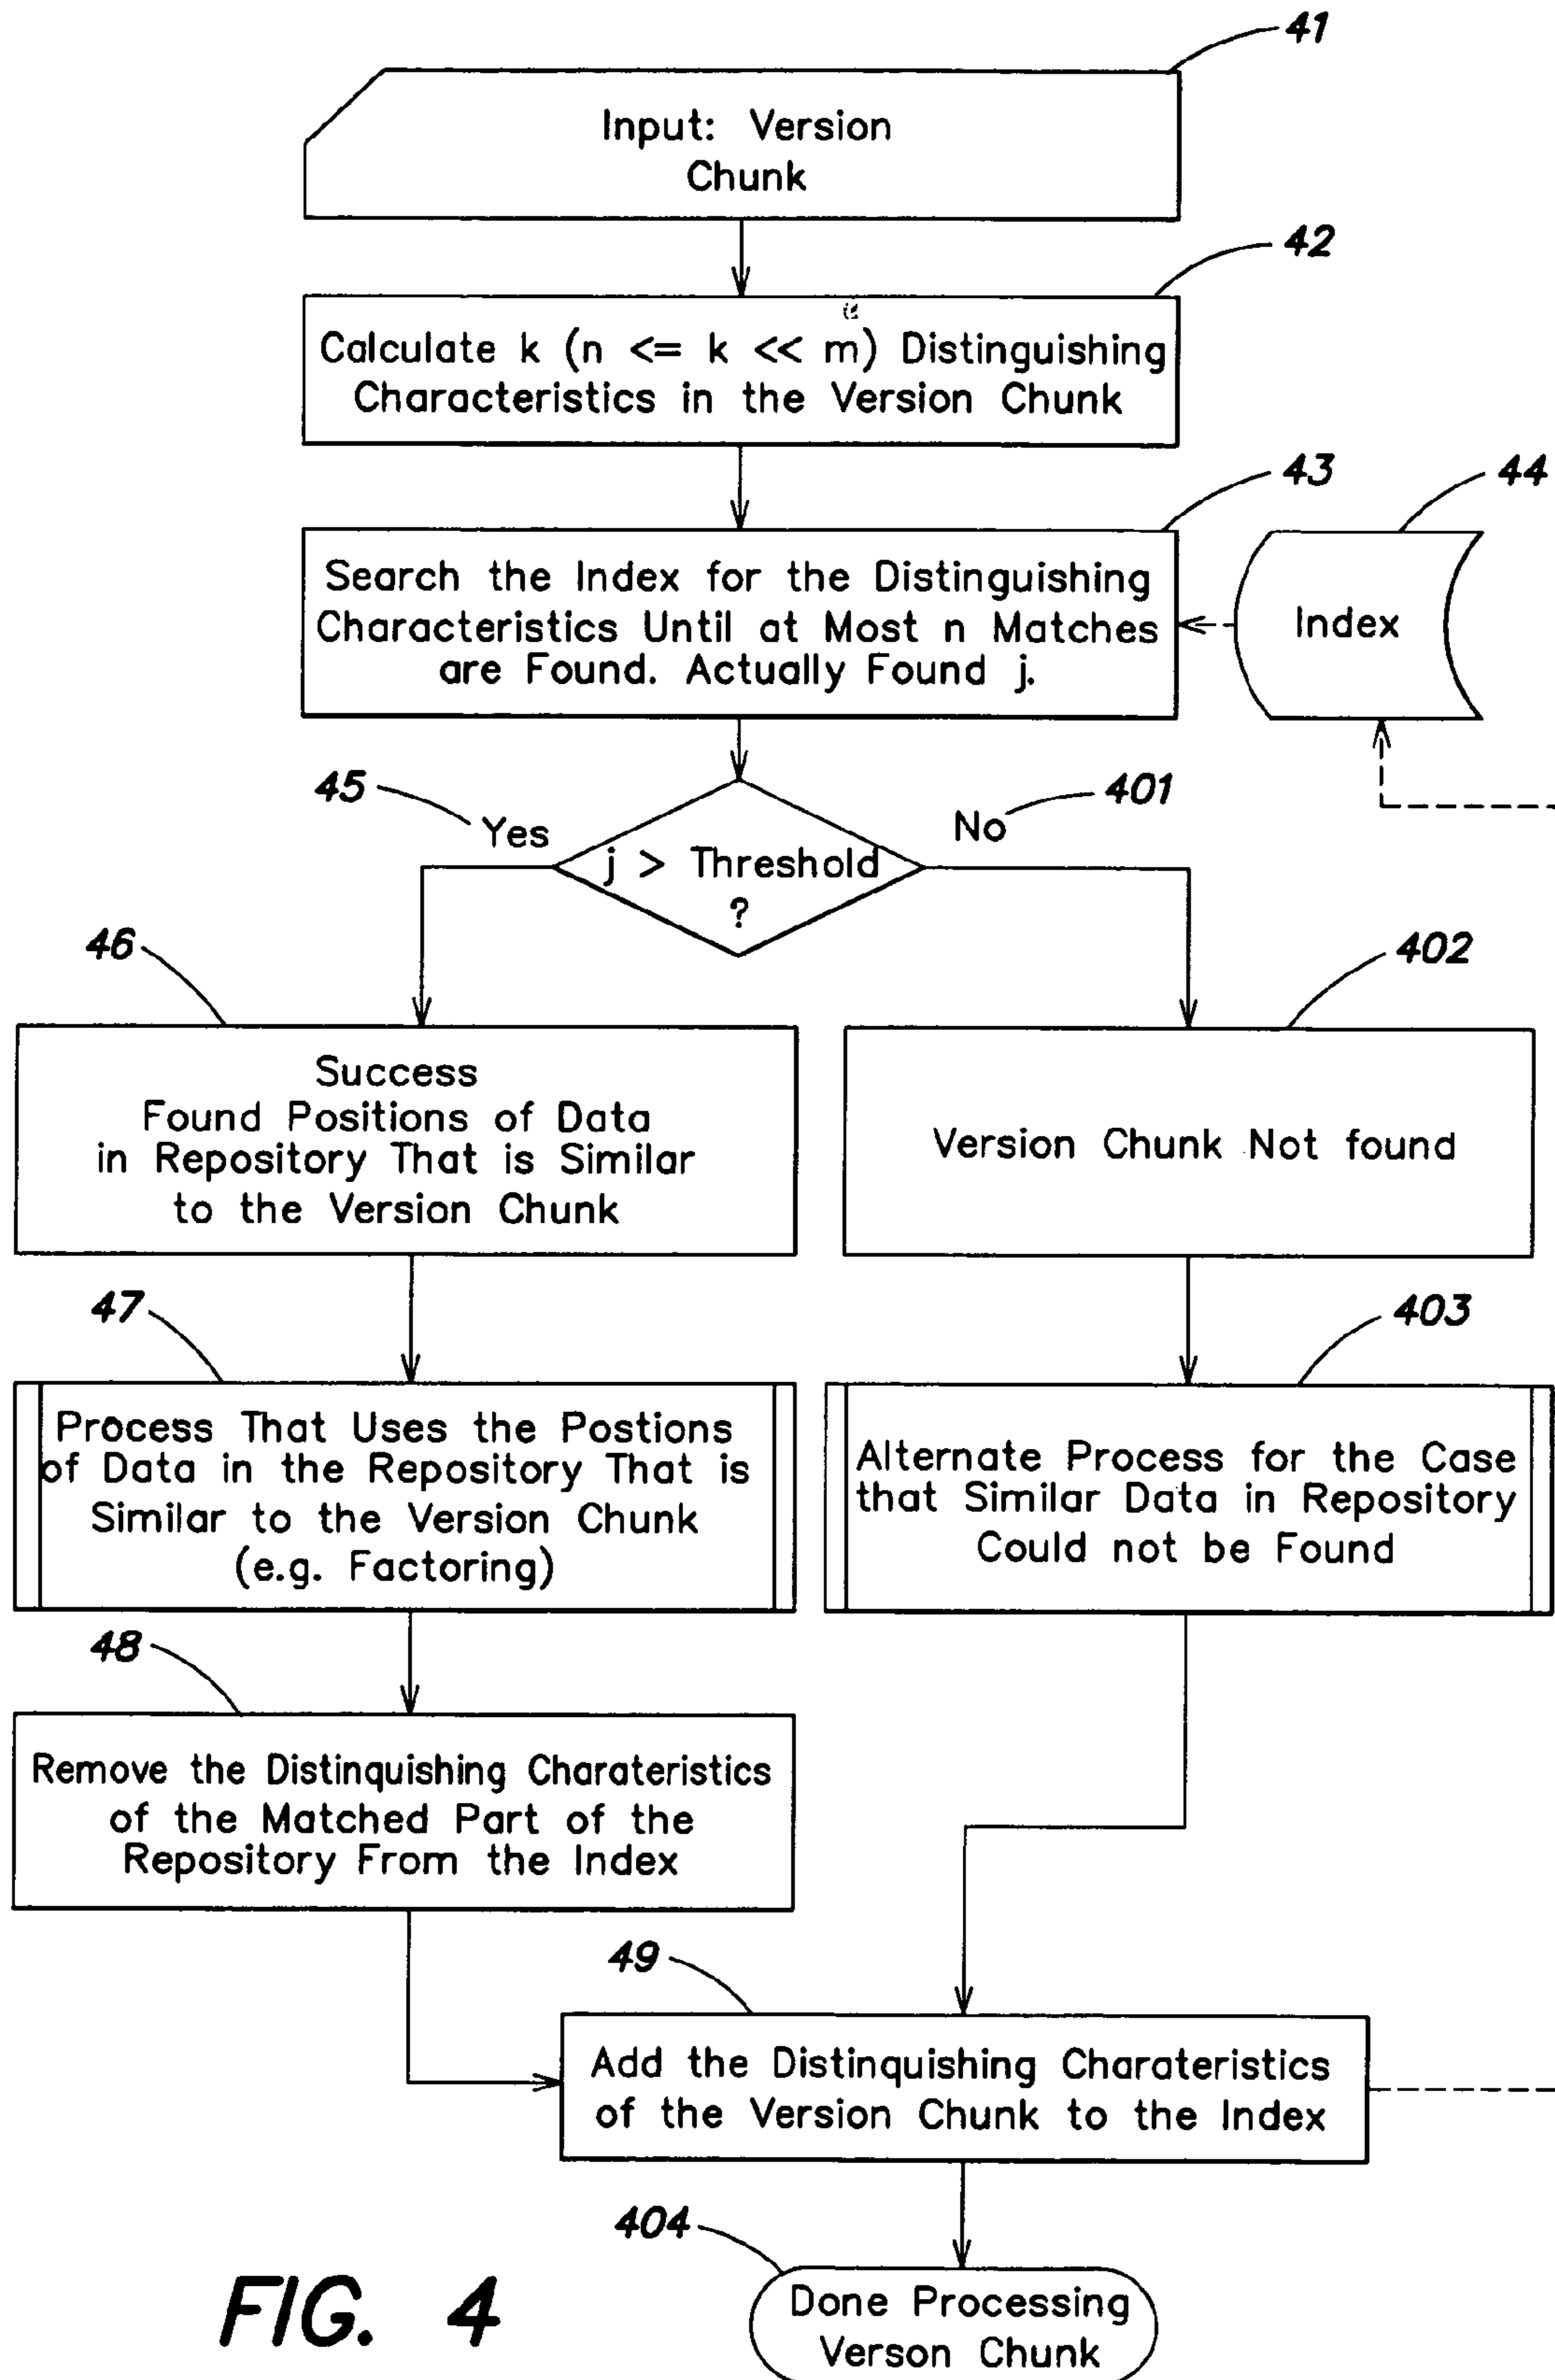 41
Input: Version
Chunk
42
Calculate k (n <= k << m) Distinguishing
Characteristics in the Version Chunk
43
44
Search the Index for the Distinguishing
Characteristics Until at Most n Matches
are Found. Actually Found j.
Index
45
Yes
No
401
j > Threshold
?
46
402
Success
Found Positions of Data
in Repository That is Similar
to the Version Chunk
Version Chunk Not found
47
403
Process That Uses the Postions
of Data in the Repository That is
Similar to the Version Chunk
(e.g. Factoring)
Alternate Process for the Case
that Similar Data in Repository
Could not be Found
48
Remove the Distinquishing Charateristics
of the Matched Part of the
Repository From the Index
49
Add the Distinquishing Charateristics
of the Version Chunk to the Index
404
Done Processing
Verson Chunk
FIG. 4